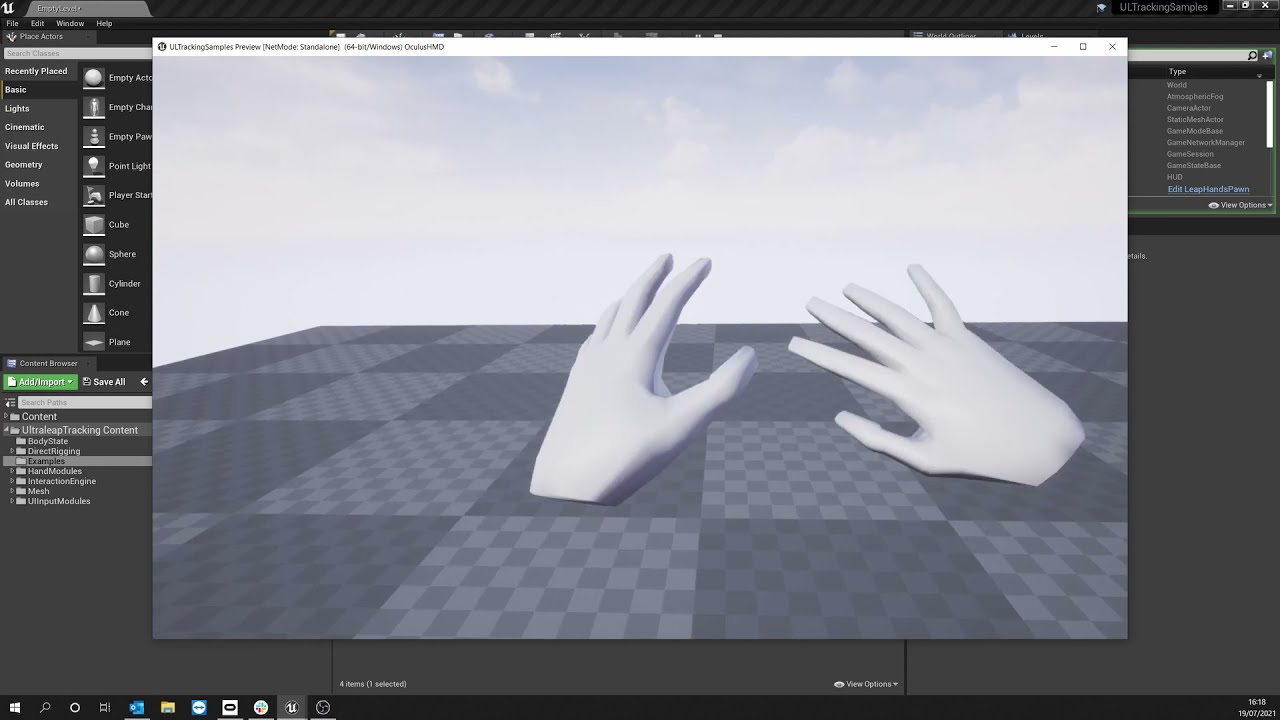 EmptyLevel•
ULTrackingSamples
File Edit Window Help
Place Actors
World Outliner
Levels
ULTrackingSamples Preview [NetMode: Standalone] (64-bit/Windows) OculusHMD
Search Classes
Recently Placed
Basic
Lights
Cinematic
Visual Effects
Geometry
Volumes
All Classes
Empty Acto
Empty Char
Empty Paw
Point Light
Player Start
Cube
Sphere
Cylinder
Cone
Plane
Type
World
AtmosphericFog
CameraActor
StaticMeshActor
GameModeBase
GameNetworkManager
GameSession
GameStateBase
HUD
Edit LeapHandsPawn
View Options
etails.
Content Browser
Add/Import
Save All
Search Paths
Content
UltraleapTracking Content
BodyState
DirectRigging
Examples
HandModules
InteractionEngine
Mesh
UIInputModules
4 items (1 selected)
View Options
16:18
19/07/2021